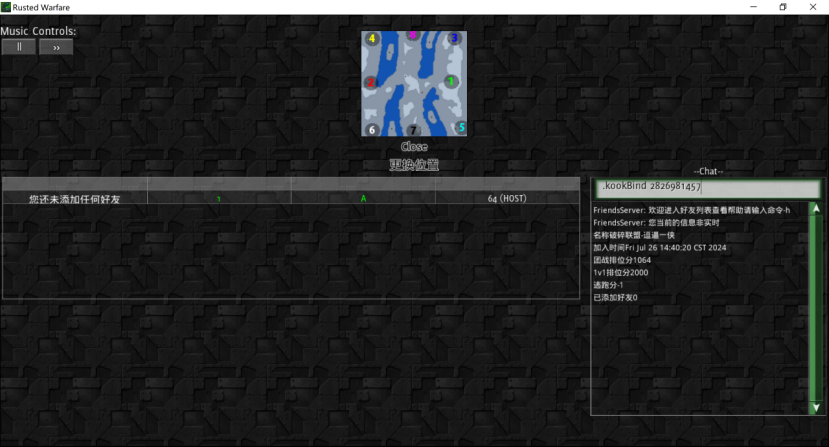 Rusted Warfare
Music Controls:
|| >>
4 8 3
2 1
6 7 5
Close
更换位置
您还未添加任何好友 1 A 64 (HOST)
--Chat--
.kookBind 2826981457
FriendsServer: 欢迎进入好友列表查看帮助请输入命令-h
FriendsServer: 您当前的信息非实时
名称破碎联盟-逗逼一侠
加入时间Fri Jul 26 14:40:20 CST 2024
团战排位分1064
1v1排位分2000
逃跑分-1
已添加好友0